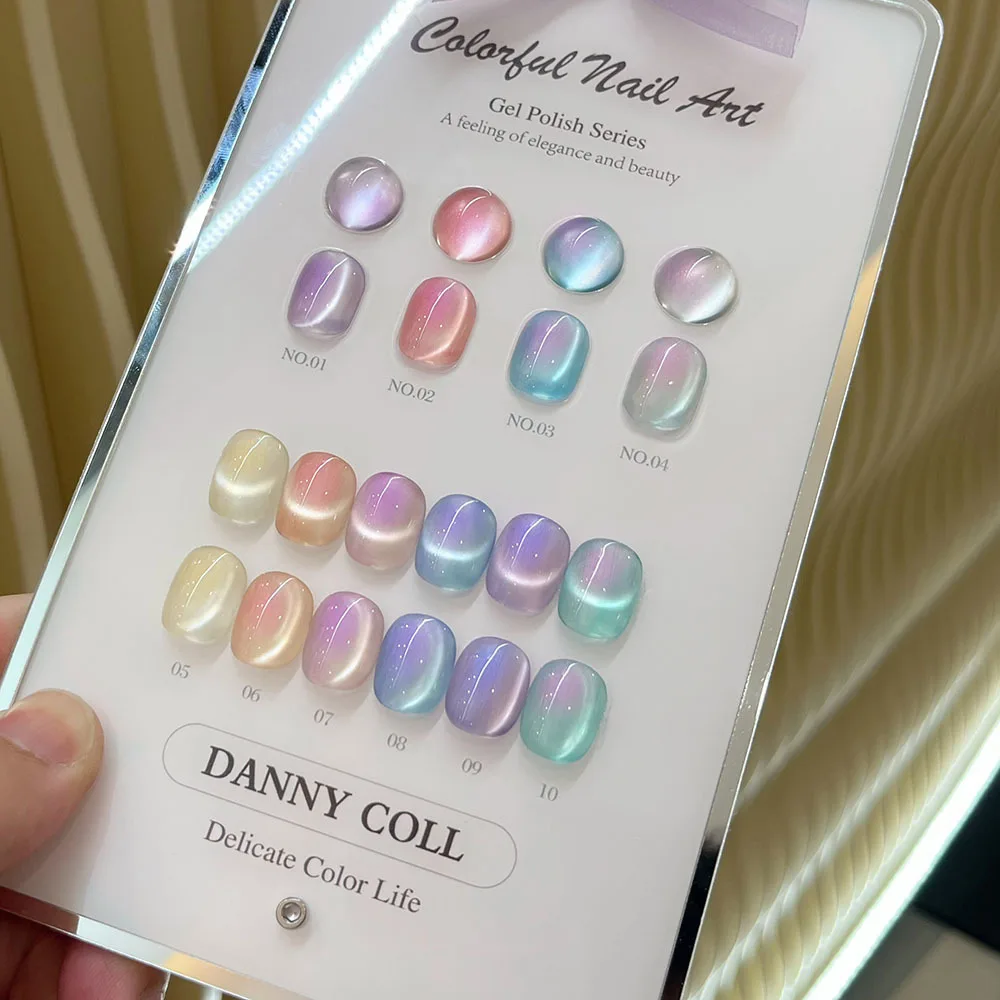 Colorful Nail Art
Gel Polish Series
A feeling of elegance and beauty
NO.01
NO.02
NO.03
NO.04
05
06
07
08
09
10
DANNY COLL
Delicate Color Life